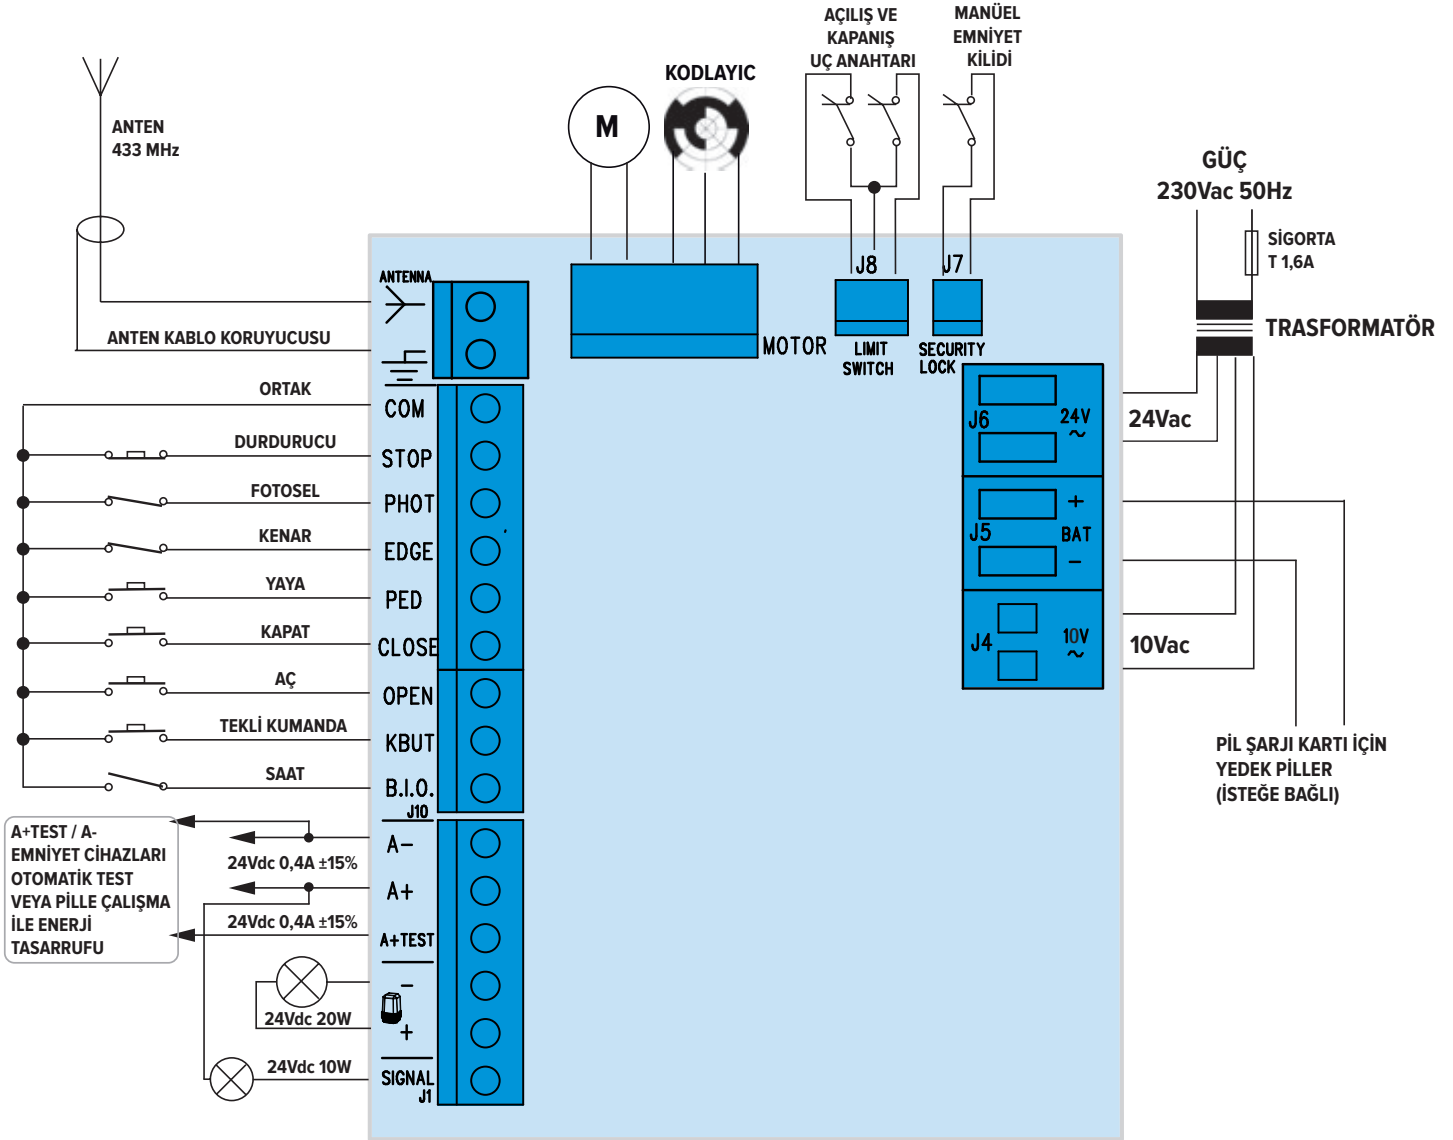 AÇILIŞ VE
KAPANIŞ
UÇ ANAHTARI
MANÜEL
EMNİYET
KİLİDİ
KODLAYIC
M
ANTEN
433 MHz
GÜÇ
230Vac 50Hz
SİGORTA
T 1,6A
TRASFORMATÖR
ANTENNA
ANTEN KABLO KORUYUCUSU
MOTOR
J8
LIMIT
SWITCH
J7
SECURITY
LOCK
J6
24V
~
24Vac
J5
+
BAT
-
J4
10V
~
10Vac
PİL ŞARJI KARTI İÇİN
YEDEK PİLLER
(İSTEĞE BAĞLI)
ORTAK
COM
DURDURUCU
STOP
FOTOSEL
PHOT
KENAR
EDGE
YAYA
PED
KAPAT
CLOSE
AÇ
OPEN
TEKLİ KUMANDA
KBUT
SAAT
B.I.O.
J10
A+TEST / A-
EMNİYET CİHAZLARI
OTOMATİK TEST
VEYA PİLLE ÇALIŞMA
İLE ENERJİ
TASARRUFU
A-
24Vdc 0,4A ±15%
A+
24Vdc 0,4A ±15%
A+TEST
-
24Vdc 20W
+
24Vdc 10W
SIGNAL
J1